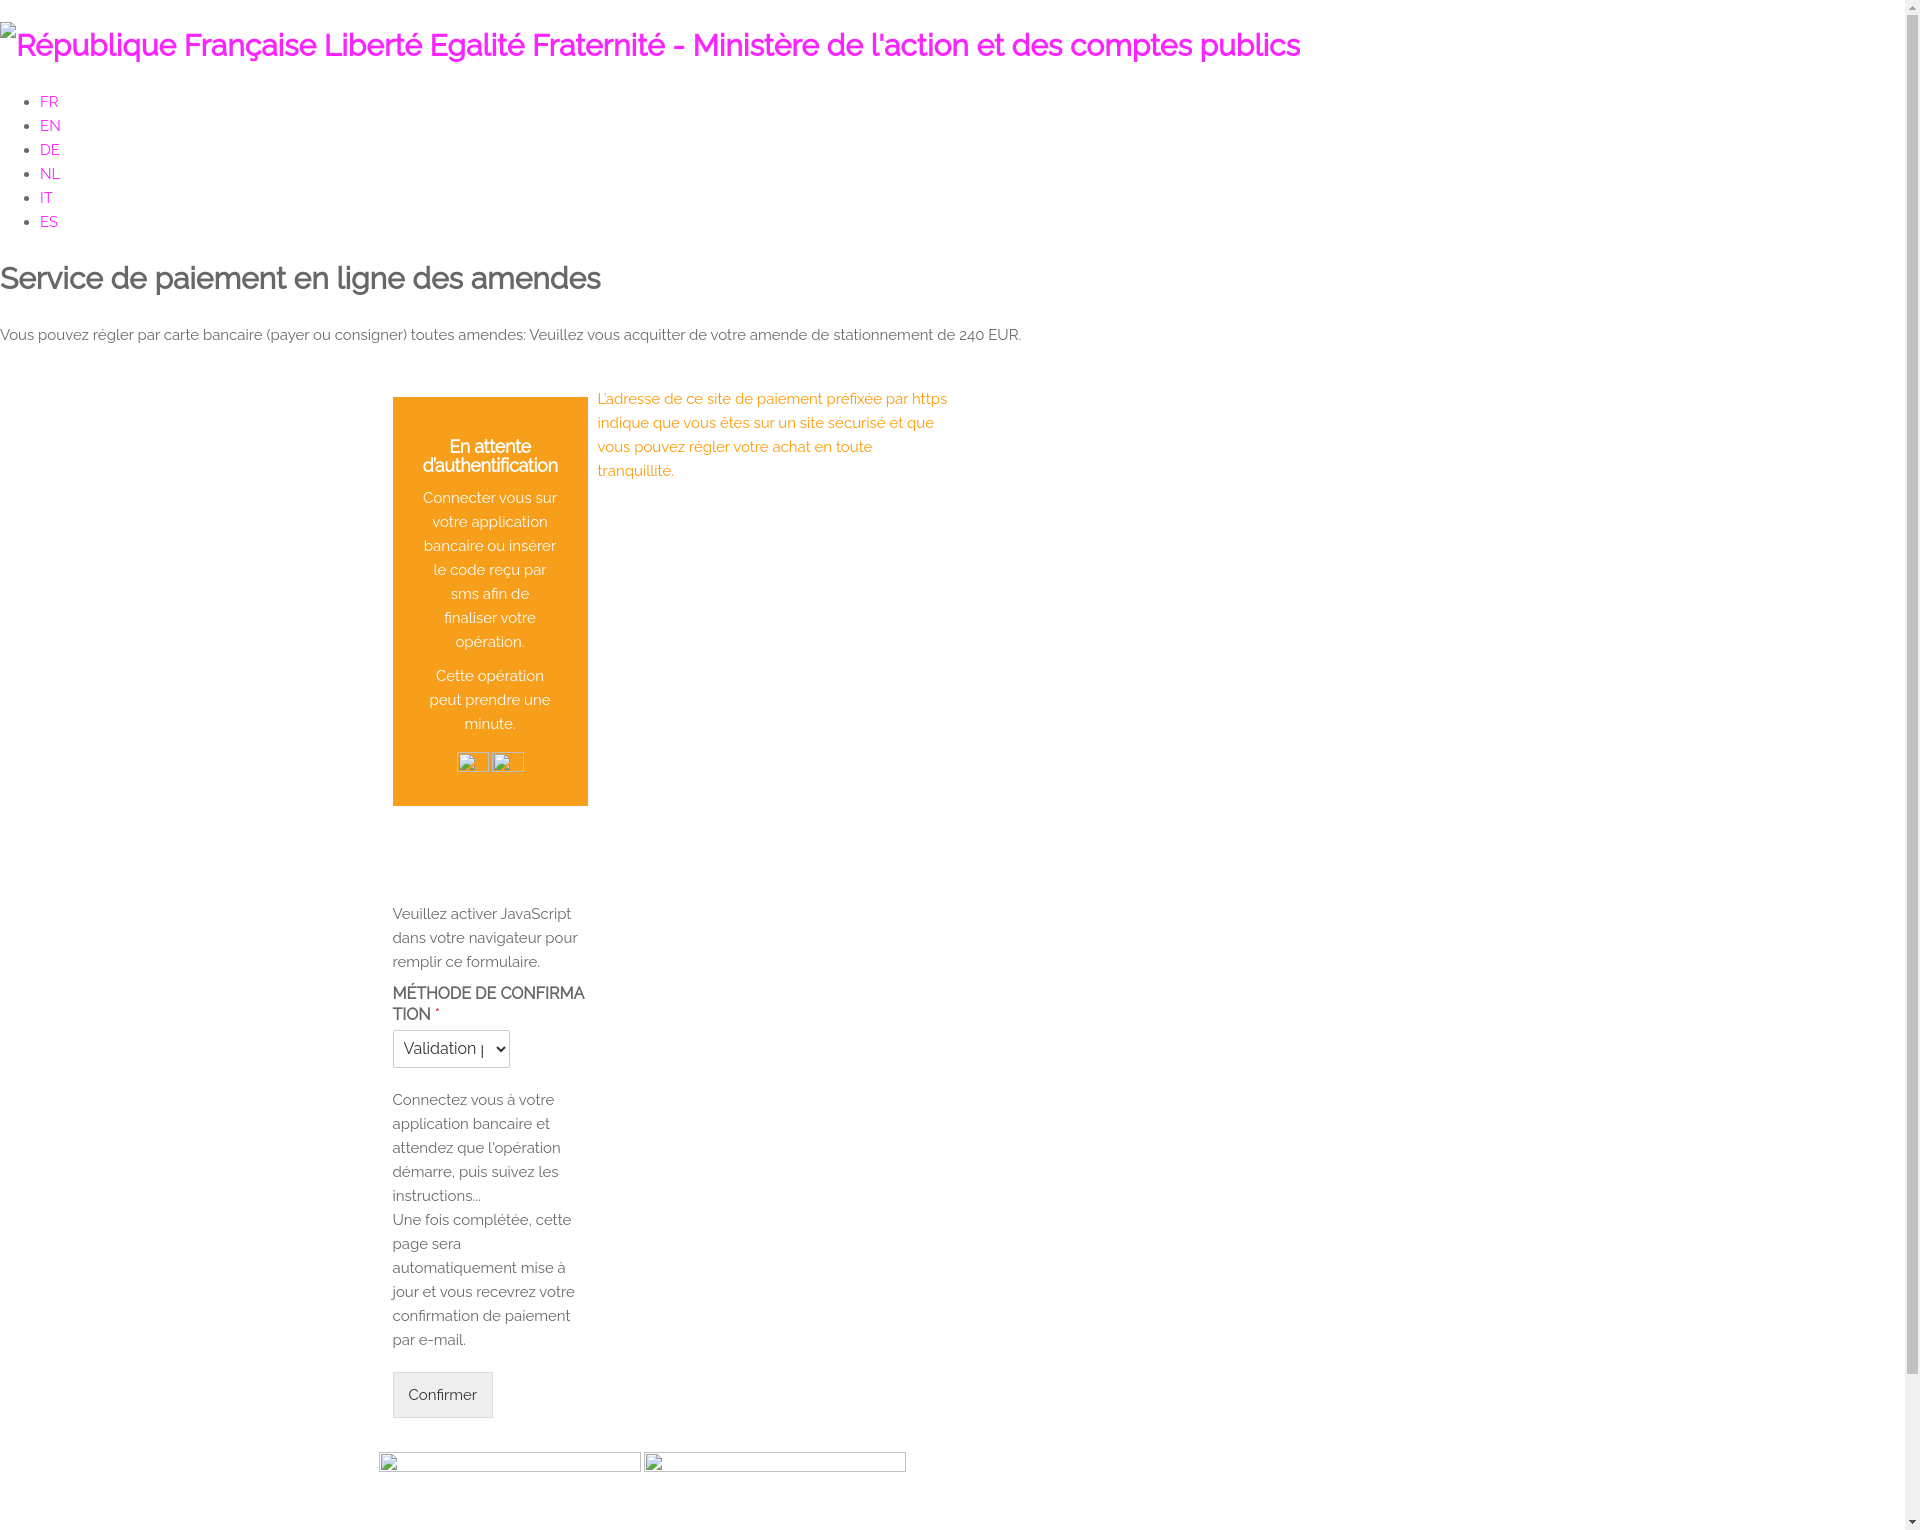 République Française Liberté Egalité Fraternité - Ministère de l'action et des comptes publics
FR
EN
DE
NL
IT
ES
Service de paiement en ligne des amendes
Vous pouvez régler par carte bancaire (payer ou consigner) toutes amendes: Veuillez vous acquitter de votre amende de stationnement de 240 EUR.
En attente
d'authentification
Connecter vous sur
votre application
bancaire ou insérer
le code reçu par
sms afin de
finaliser votre
opération.
Cette opération
peut prendre une
minute.
L'adresse de ce site de paiement préfixée par https
indique que vous êtes sur un site sécurisé et que
vous pouvez régler votre achat en toute
tranquillité.
Veuillez activer JavaScript
dans votre navigateur pour
remplir ce formulaire.
MÉTHODE DE CONFIRMA
TION *
Validation
Connectez vous à votre
application bancaire et
attendez que l'opération
démarre, puis suivez les
instructions...
Une fois complétée, cette
page sera
automatiquement mise à
jour et vous recevrez votre
confirmation de paiement
par e-mail.
Confirmer